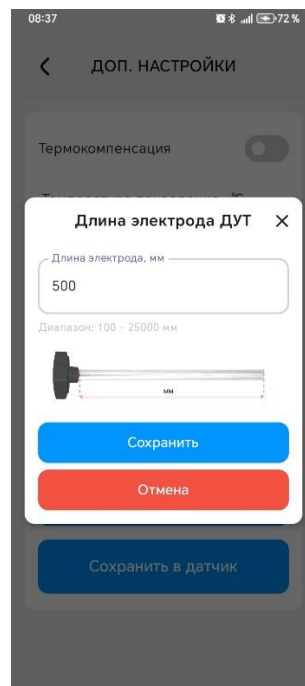 08:37
72 %
ДОП. НАСТРОЙКИ
Термокомпенсация
Длина электрода ДУТ
Длина электрода, мм
500
Диапазон: 100 - 25000 мм
мм
Сохранить
Отмена
Сохранить в датчик